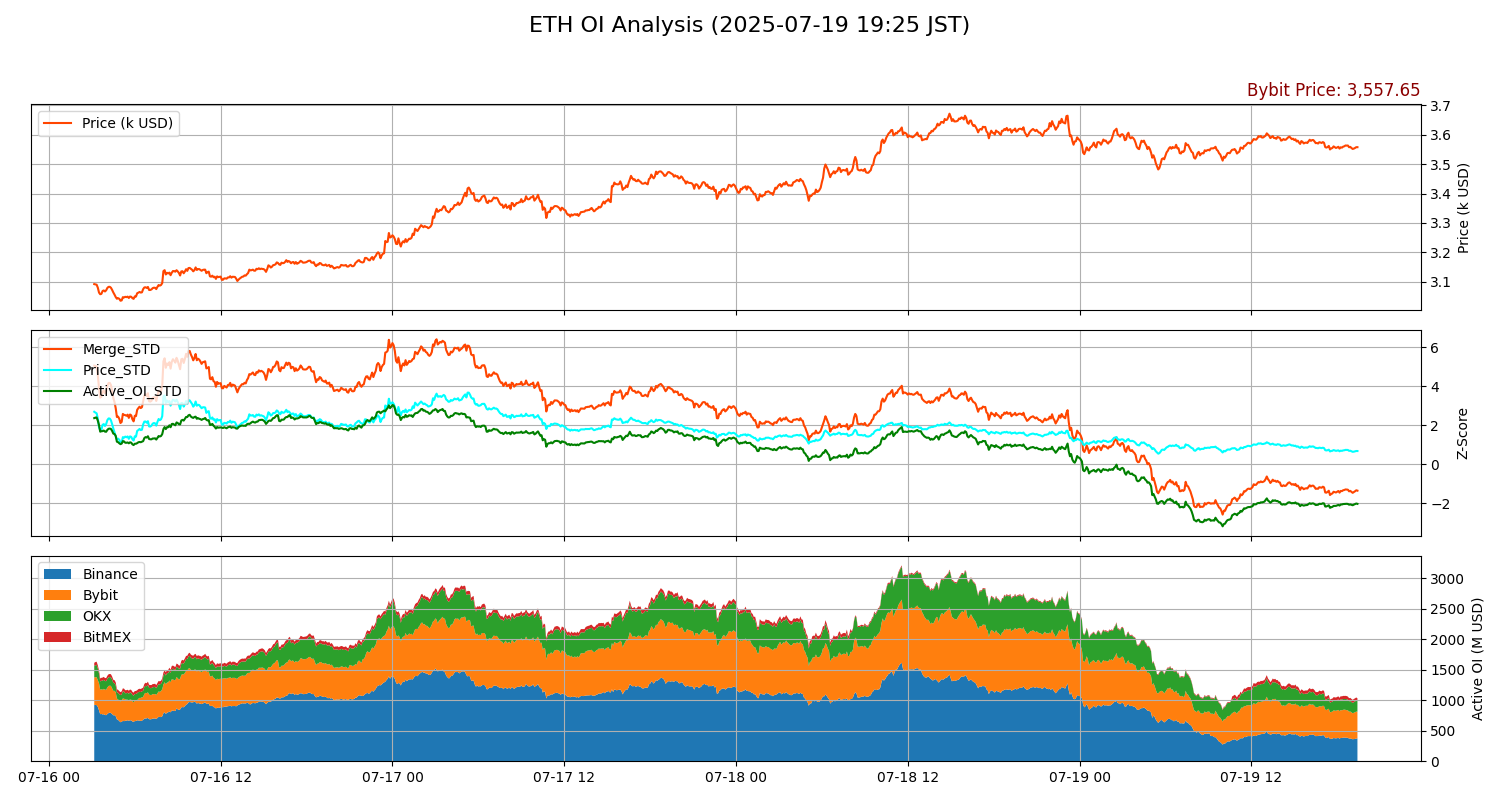 ETH OI Analysis (2025-07-19 19:25 JST)
Bybit Price: 3,557.65
Price (k USD)
3.7
3.6
3.5
3.4
3.3
3.2
3.1
Price (k USD)
Merge_STD
Price_STD
Active_OI_STD
6
4
2
0
−2
Z-Score
Binance
Bybit
OKX
BitMEX
3000
2500
2000
1500
1000
500
0
Active OI (M USD)
07-16 00
07-16 12
07-17 00
07-17 12
07-18 00
07-18 12
07-19 00
07-19 12